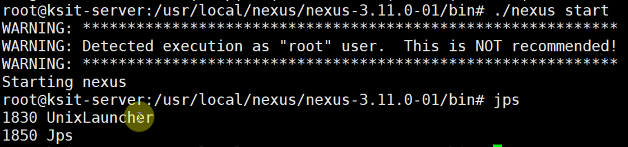 root@ksit-server:/usr/local/nexus/nexus-3.11.0-01/bin# ./nexus start
WARNING: ************************************************************
WARNING: Detected execution as "root" user.  This is NOT recommended!
WARNING: ************************************************************
Starting nexus
root@ksit-server:/usr/local/nexus/nexus-3.11.0-01/bin# jps
1830 UnixLauncher
1850 Jps